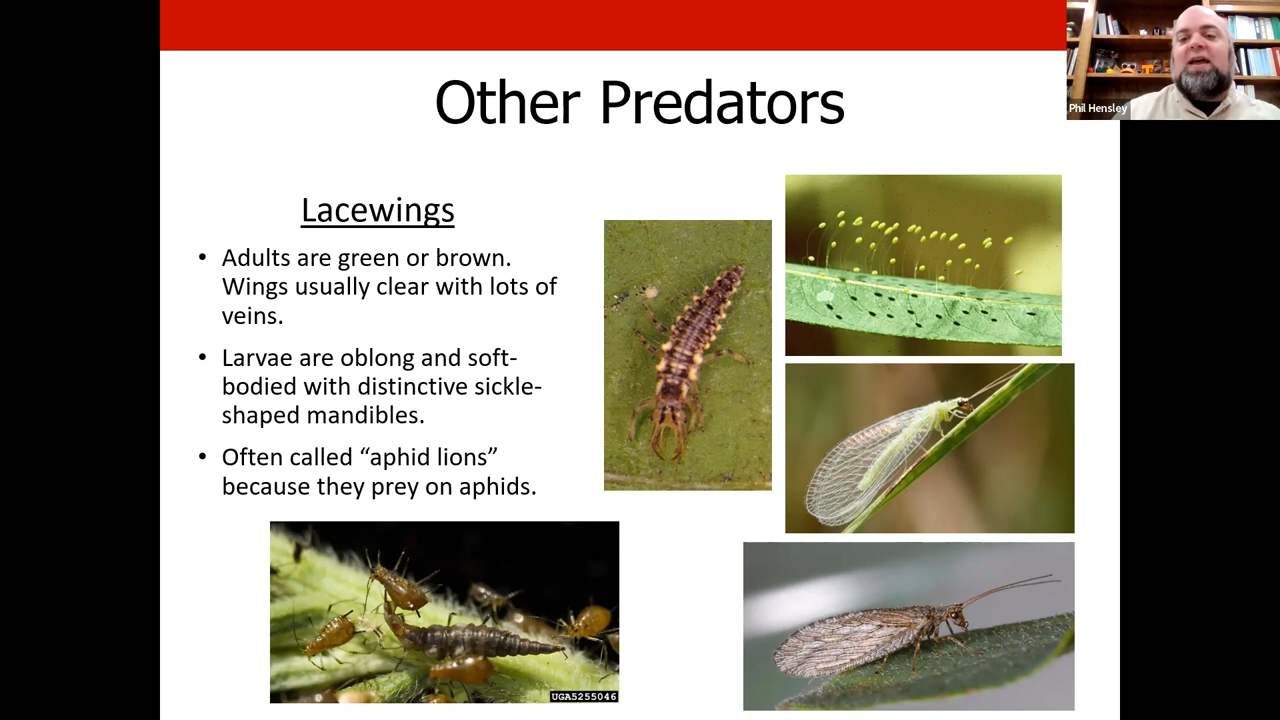 Other Predators
Phil Hensley
Lacewings
• Adults are green or brown.
Wings usually clear with lots of
veins.
• Larvae are oblong and soft-
bodied with distinctive sickle-
shaped mandibles.
• Often called “aphid lions”
because they prey on aphids.
UGA5255046